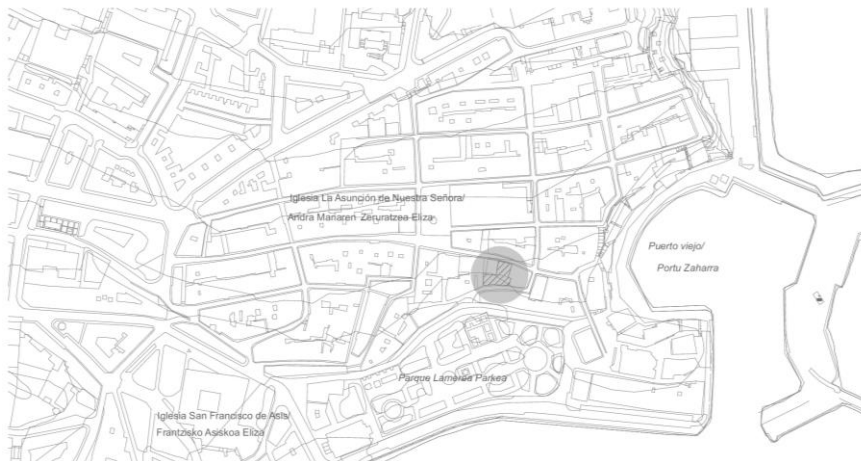 Iglesia La Asunción de Nuestra Señora/
Andra Mariaren Zeruratzea Eliza
Puerto viejo/
Portu Zaharra
Parque Lamera Parkea
Iglesia San Francisco de Asís/
Frantzisko Asiskoa Eliza